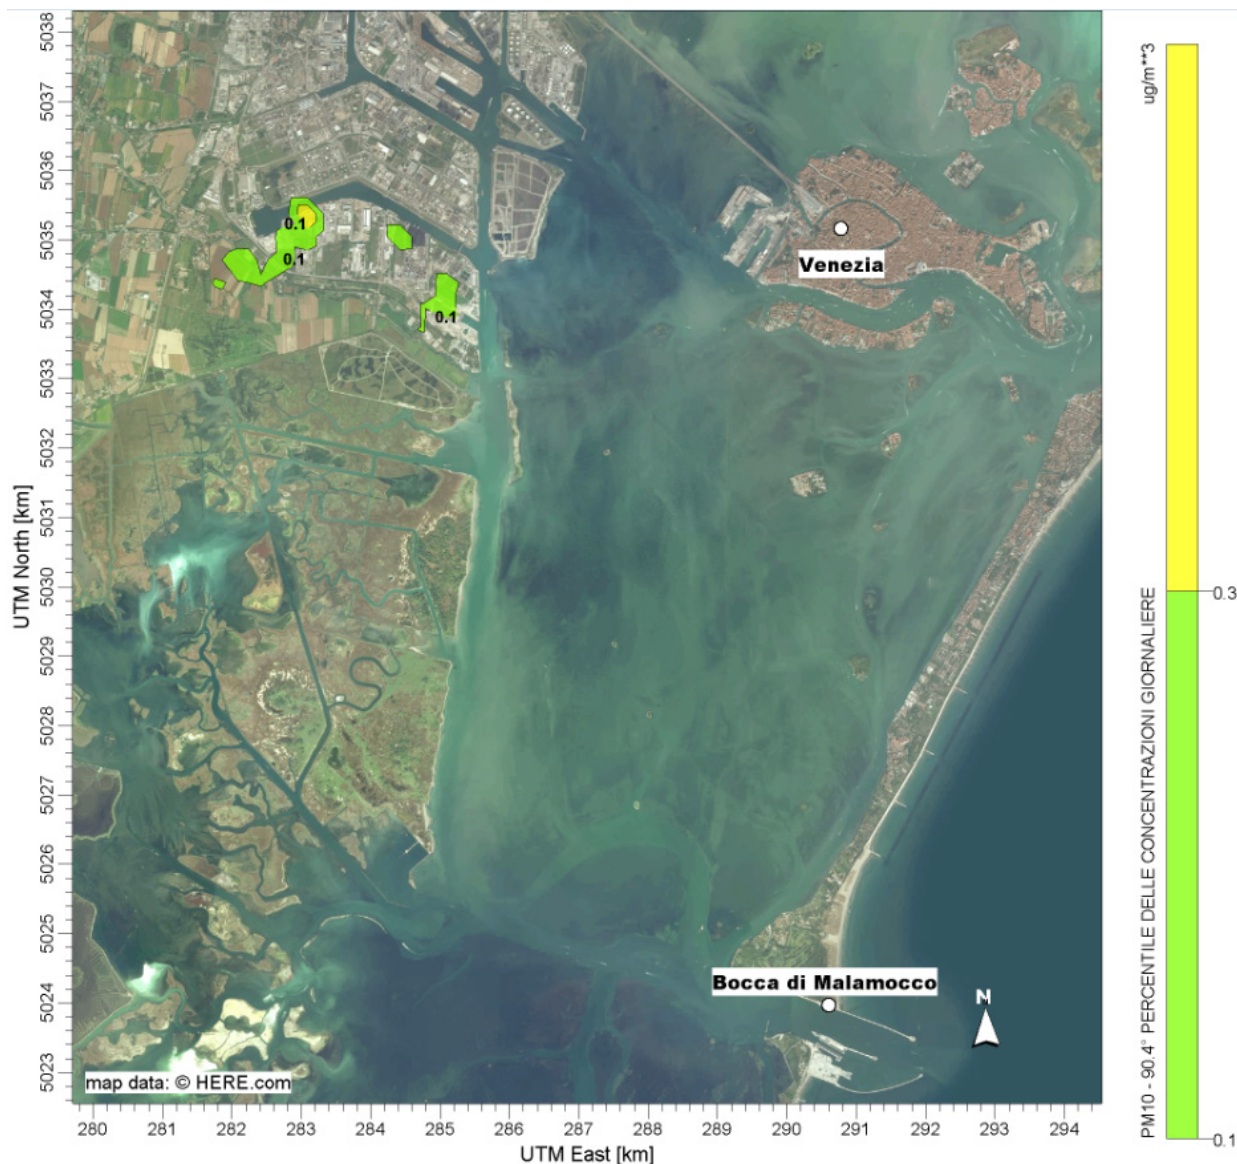 5038
5037
5036
5035
5034
5033
5032
5031
5030
5029
5028
5027
5026
5025
5024
5023
UTM North [km]
0.1
0.1
0.1
Venezia
Bocca di Malamocco
N
map data: © HERE.com
280 281 282 283 284 285 286 287 288 289 290 291 292 293 294
UTM East [km]
ug/m**3
PM10 - 90.4° PERCENTILE DELLE CONCENTRAZIONI GIORNALIERE
0.3
0.1